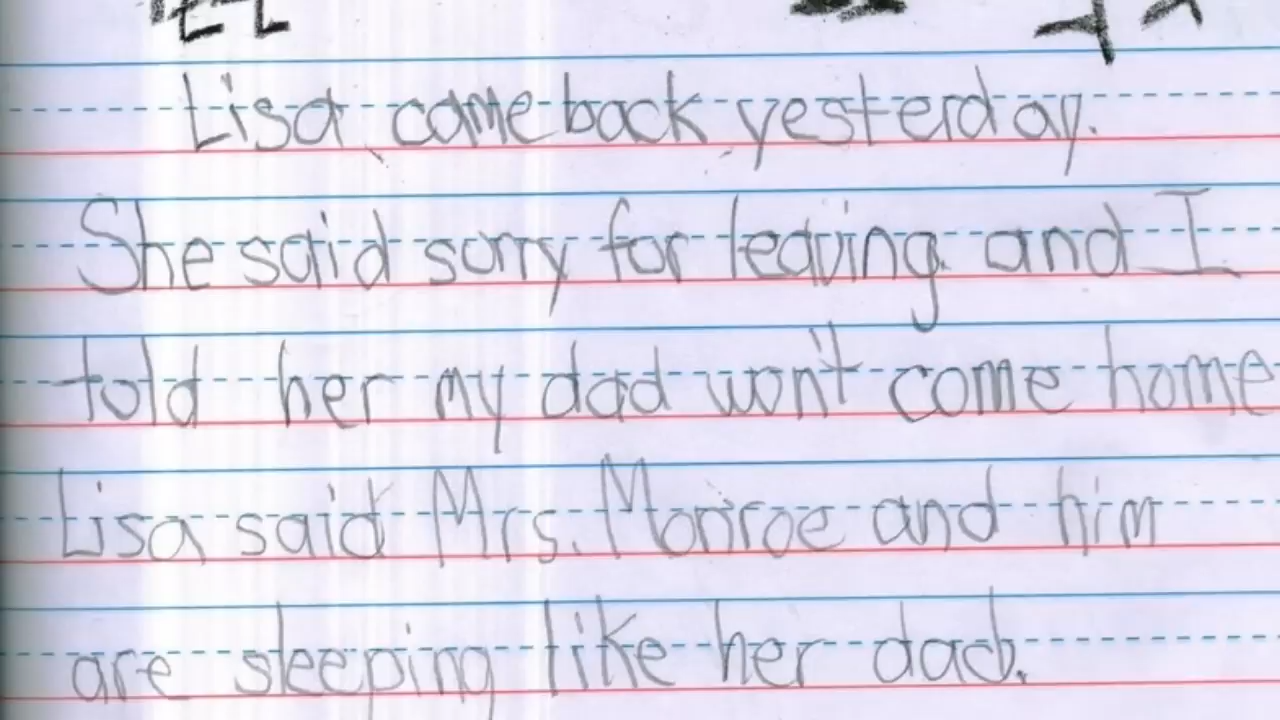 Lisa came back yesterday.
She said sorry for leaving and I
told her my dad won't come home
Lisa said Mrs. Monroe and him
are sleeping like her dad.